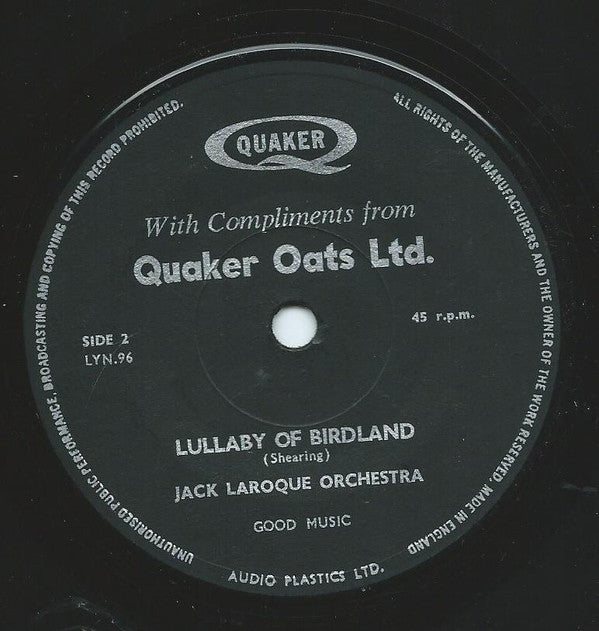 QUAKER
With Compliments from
Quaker Oats Ltd.
SIDE 2
LYN.96
45 r.p.m.
LULLABY OF BIRDLAND
(Shearing)
JACK LAROQUE ORCHESTRA
GOOD MUSIC
AUDIO PLASTICS LTD.
ALL RIGHTS OF THE MANUFACTURERS AND THE OWNER OF THE WORK RESERVED. MADE IN ENGLAND
UNAUTHORISED PUBLIC PERFORMANCE, BROADCASTING AND COPYING OF THIS RECORD PROHIBITED.